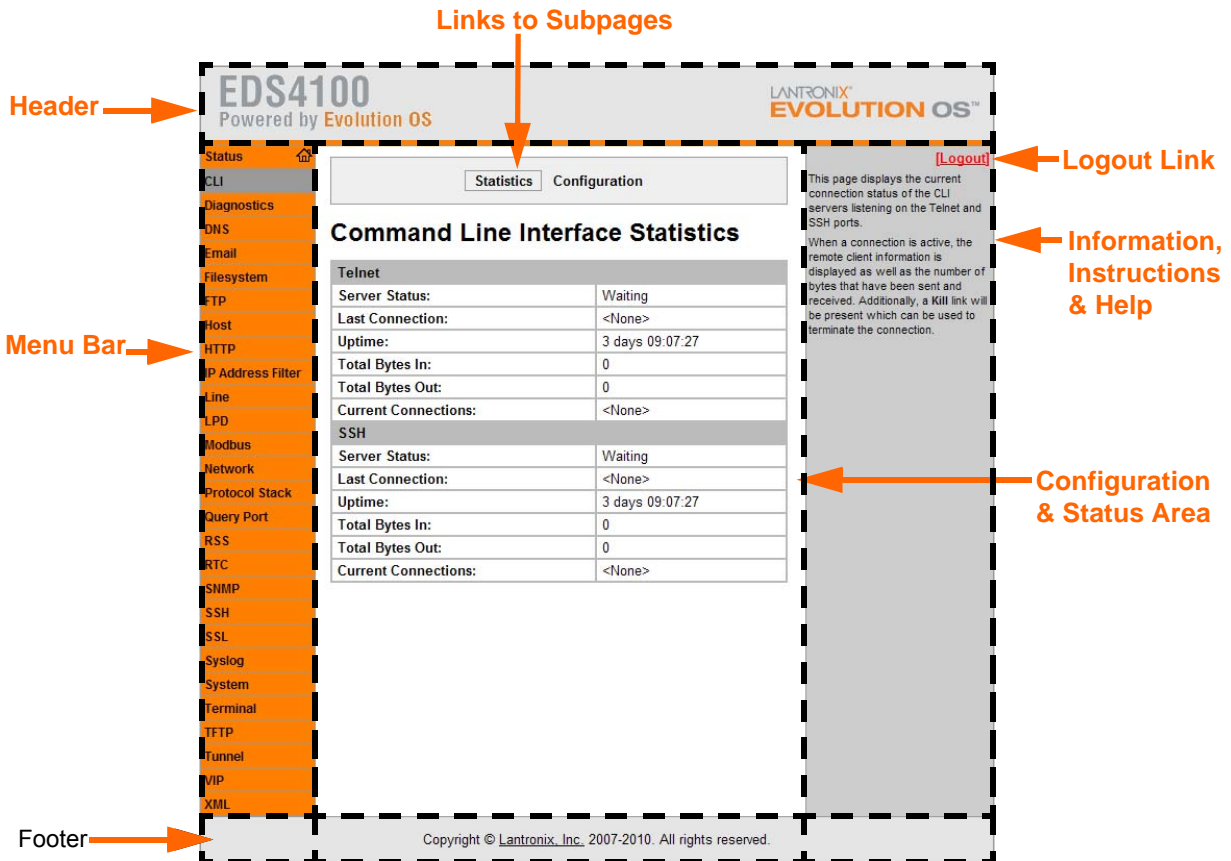 Links to Subpages
Header
EDS4100
Powered by Evolution OS
LANTRONIX®
EVOLUTION OS™
Menu Bar
Status
CLI
Diagnostics
DNS
Email
Filesystem
FTP
Host
HTTP
IP Address Filter
Line
LPD
Modbus
Network
Protocol Stack
Query Port
RSS
RTC
SNMP
SSH
SSL
Syslog
System
Terminal
TFTP
Tunnel
VIP
XML
Statistics Configuration
Command Line Interface Statistics
Telnet
Server Status: Waiting
Last Connection: <None>
Uptime: 3 days 09:07:27
Total Bytes In: 0
Total Bytes Out: 0
Current Connections: <None>
SSH
Server Status: Waiting
Last Connection: <None>
Uptime: 3 days 09:07:27
Total Bytes In: 0
Total Bytes Out: 0
Current Connections: <None>
[Logout]
This page displays the current
connection status of the CLI
servers listening on the Telnet and
SSH ports.
When a connection is active, the
remote client information is
displayed as well as the number of
bytes that have been sent and
received. Additionally, a Kill link will
be present which can be used to
terminate the connection.
Logout Link
Information,
Instructions
& Help
Configuration
& Status Area
Footer
Copyright © Lantronix, Inc. 2007-2010. All rights reserved.